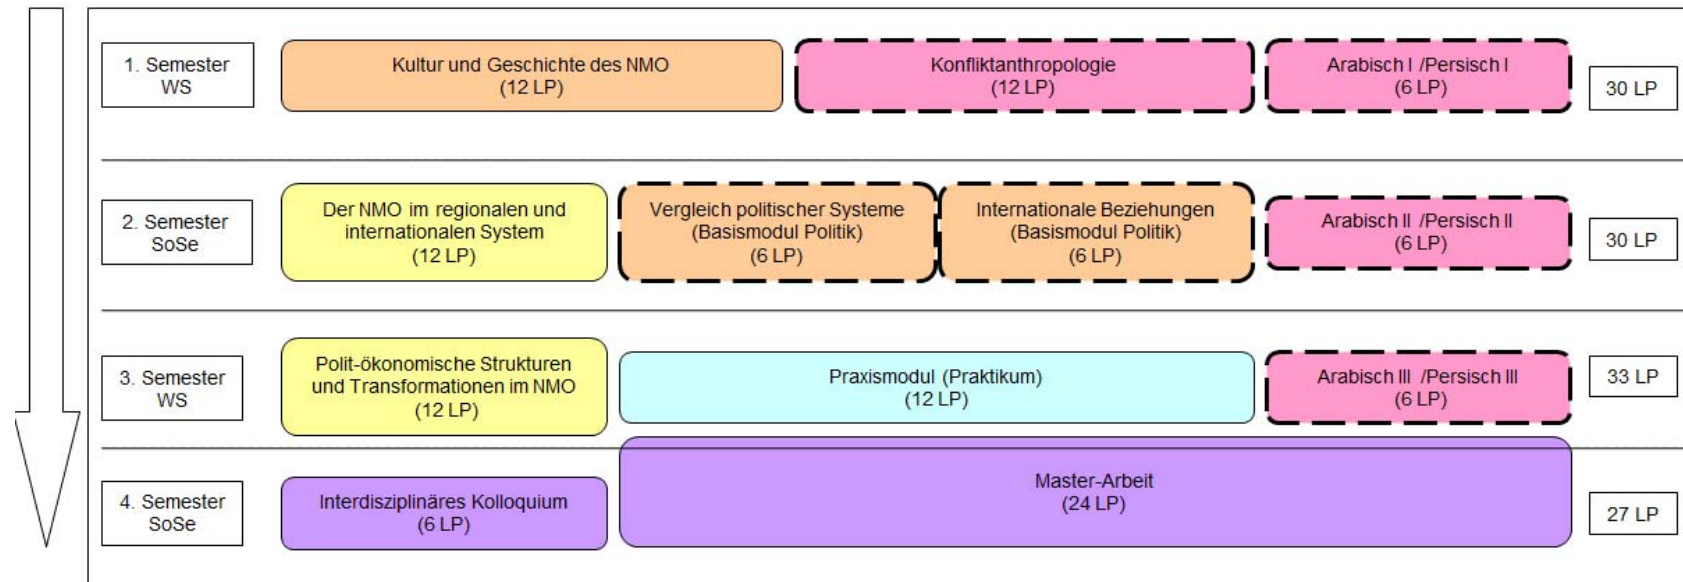 1. Semester
WS
Kultur und Geschichte des NMO
(12 LP)
Konfliktanthropologie
(12 LP)
Arabisch I /Persisch I
(6 LP)
30 LP
2. Semester
SoSe
Der NMO im regionalen und
internationalen System
(12 LP)
Vergleich politischer Systeme
(Basismodul Politik)
(6 LP)
Internationale Beziehungen
(Basismodul Politik)
(6 LP)
Arabisch II /Persisch II
(6 LP)
30 LP
3. Semester
WS
Polit-ökonomische Strukturen
und Transformationen im NMO
(12 LP)
Praxismodul (Praktikum)
(12 LP)
Arabisch III /Persisch III
(6 LP)
33 LP
4. Semester
SoSe
Interdisziplinäres Kolloquium
(6 LP)
Master-Arbeit
(24 LP)
27 LP